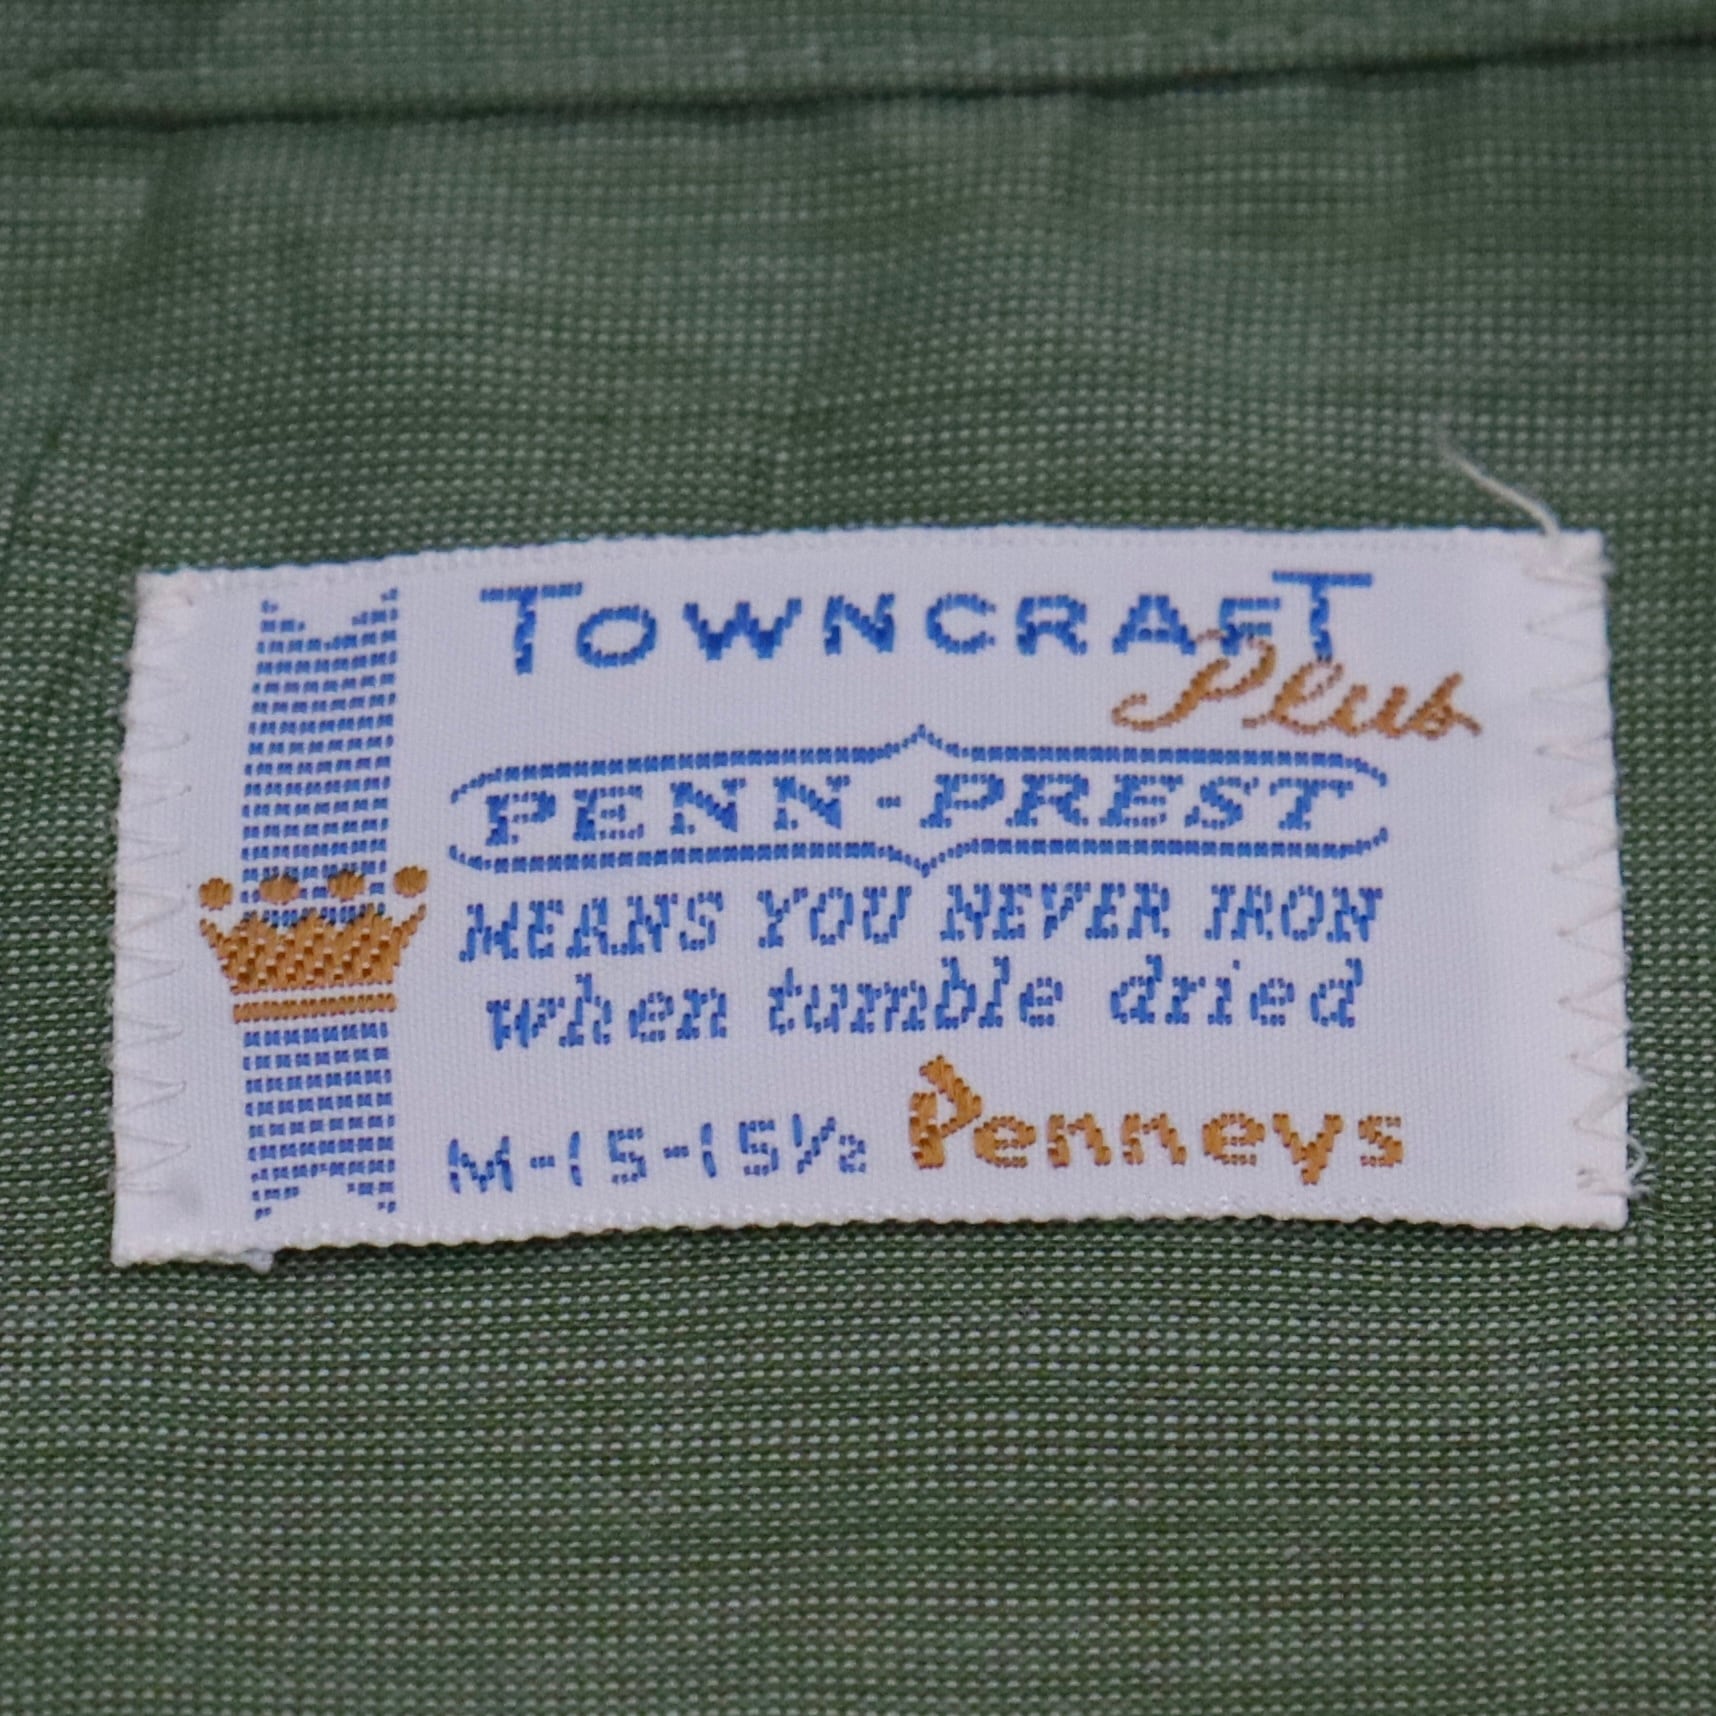 TOWNCRAFT
Plus
PENN-PREST
MEANS YOU NEVER IRON
when tumble dried
M-15-15½ Penneys